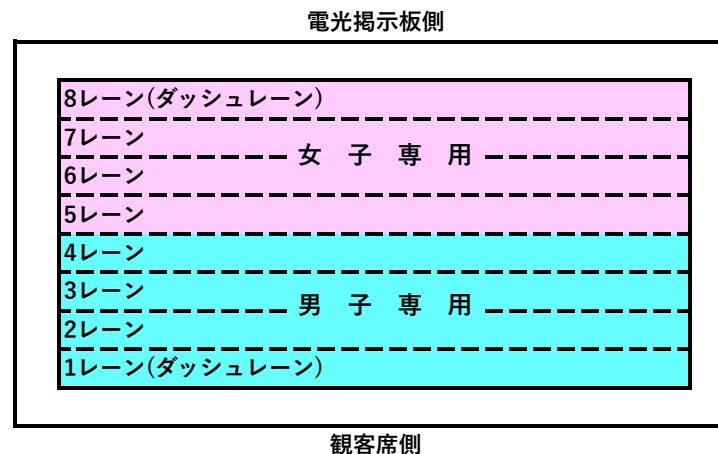 電光掲示板側
8レーン(ダッシュレーン)
7レーン
女 子 専 用
6レーン
5レーン
4レーン
3レーン
男 子 専 用
2レーン
1レーン(ダッシュレーン)
観客席側